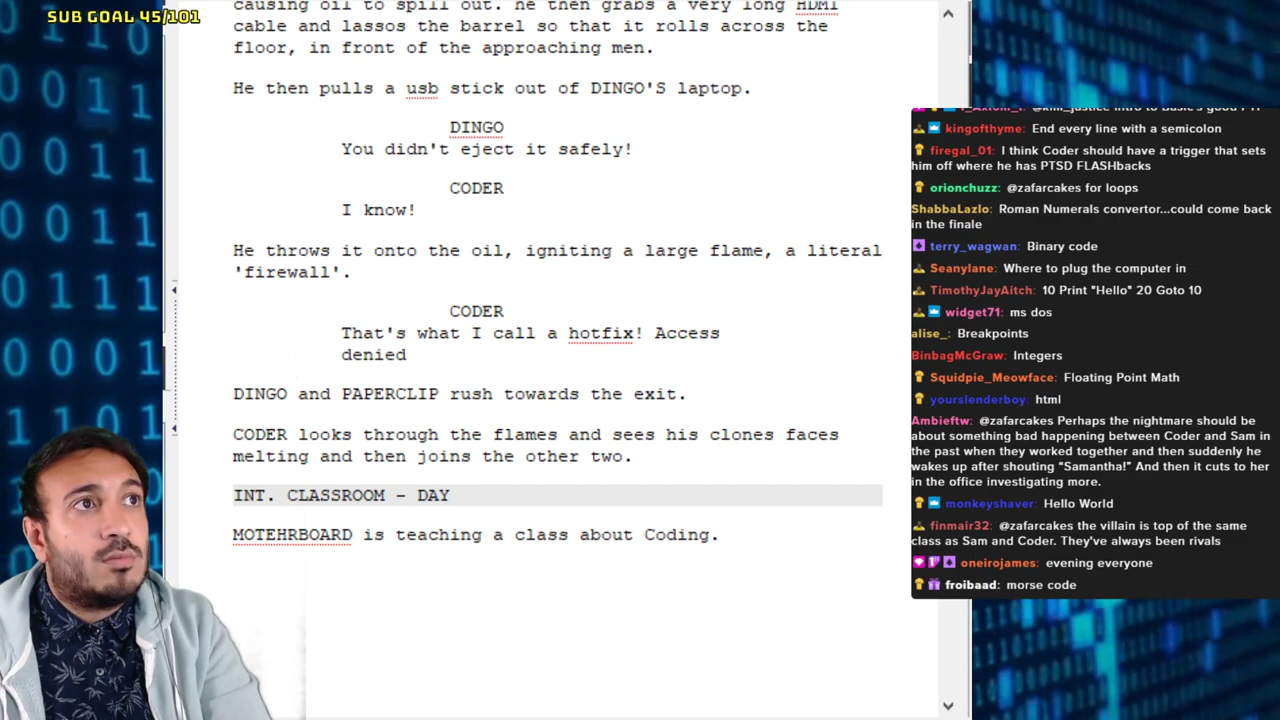 SUB GOAL 45/101
causing oil to spill out. he then grabs a very long HDMI
cable and lassos the barrel so that it rolls across the
floor, in front of the approaching men.
He then pulls a usb stick out of DINGO'S laptop.
DINGO
You didn't eject it safely!
CODER
I know!
He throws it onto the oil, igniting a large flame, a literal
'firewall'.
CODER
That's what I call a hotfix! Access
denied
DINGO and PAPERCLIP rush towards the exit.
CODER looks through the flames and sees his clones faces
melting and then joins the other two.
INT. CLASSROOM - DAY
MOTEHRBOARD is teaching a class about Coding.
kingofthyme: End every line with a semicolon
firegal_01: I think Coder should have a trigger that sets
him off where he has PTSD FLASHbacks
orionchuzz: @zafarcakes for loops
ShabbaLazlo: Roman Numerals convertor...could come back
in the finale
terry_wagwan: Binary code
Seanylane: Where to plug the computer in
TimothyJayAitch: 10 Print "Hello" 20 Goto 10
widget71: ms dos
alise_: Breakpoints
BinbagMcGraw: Integers
Squidpie_Meowface: Floating Point Math
yourslenderboy: html
Ambieftw: @zafarcakes Perhaps the nightmare should be
about something bad happening between Coder and Sam in
the past when they worked together and then suddenly he
wakes up after shouting "Samantha!" And then it cuts to her
in the office investigating more.
monkeyshaver: Hello World
finmair32: @zafarcakes the villain is top of the same
class as Sam and Coder. They've always been rivals
oneirojames: evening everyone
froibaad: morse code